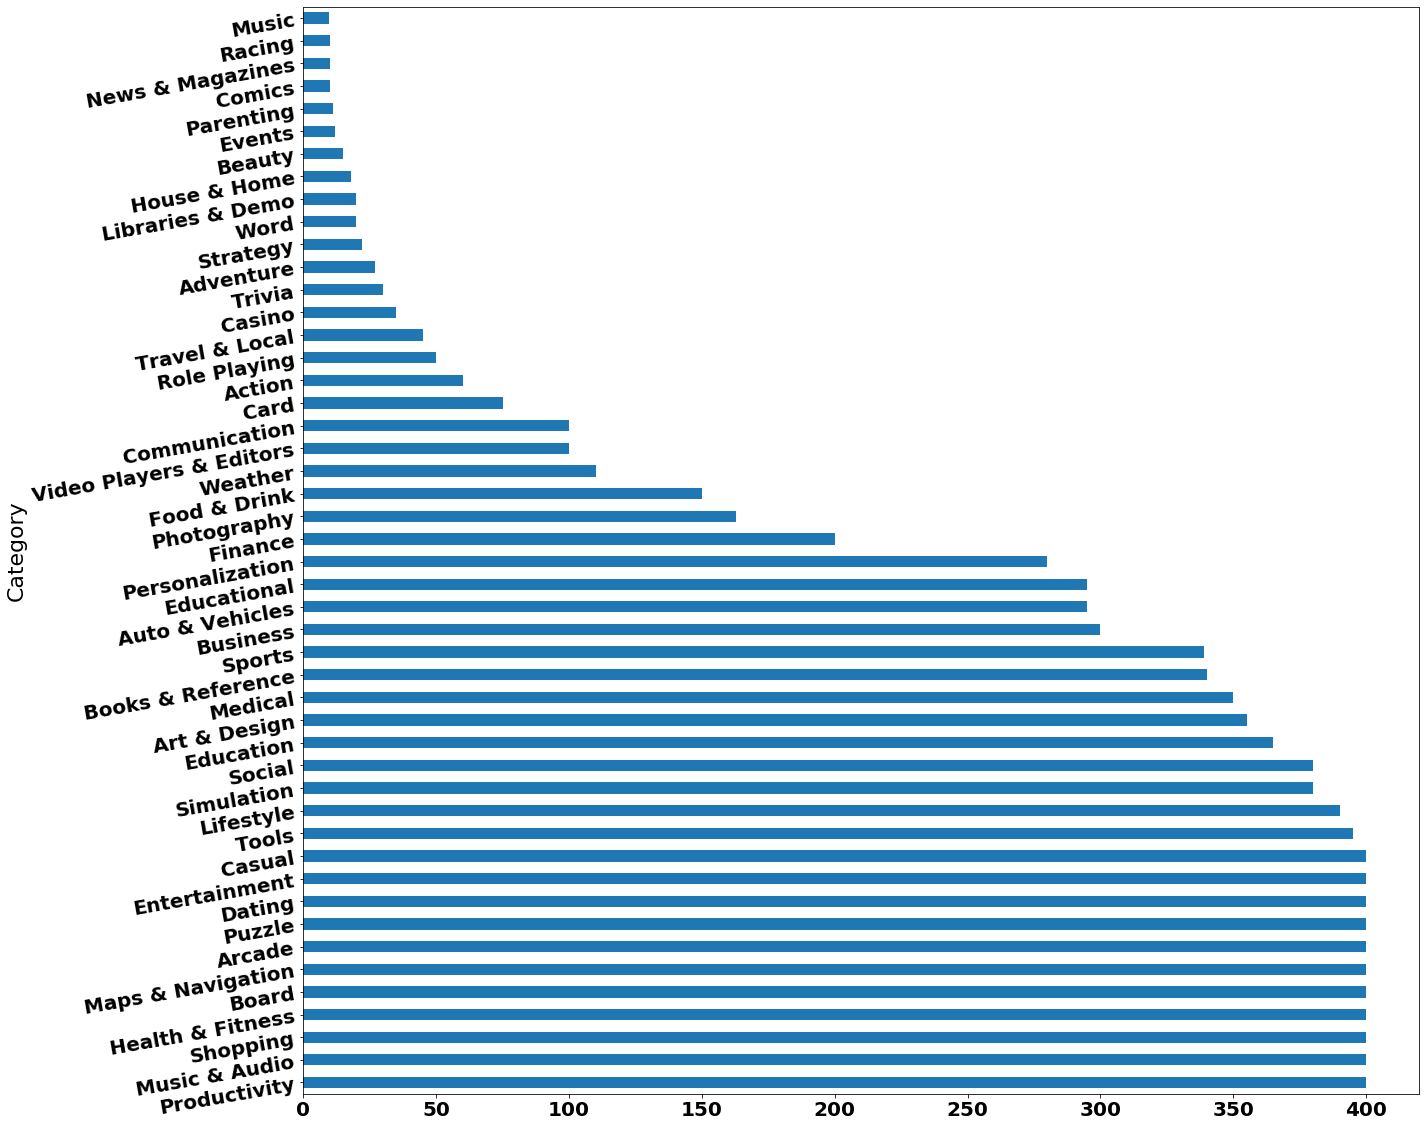 Music
Racing
News & Magazines
Comics
Parenting
Events
Beauty
House & Home
Libraries & Demo
Word
Strategy
Adventure
Trivia
Casino
Travel & Local
Role Playing
Action
Card
Communication
Video Players & Editors
Weather
Food & Drink
Photography
Finance
Personalization
Educational
Auto & Vehicles
Business
Sports
Books & Reference
Medical
Art & Design
Education
Social
Simulation
Lifestyle
Tools
Casual
Entertainment
Dating
Puzzle
Arcade
Maps & Navigation
Board
Health & Fitness
Shopping
Music & Audio
Productivity
Category
0 50 100 150 200 250 300 350 400